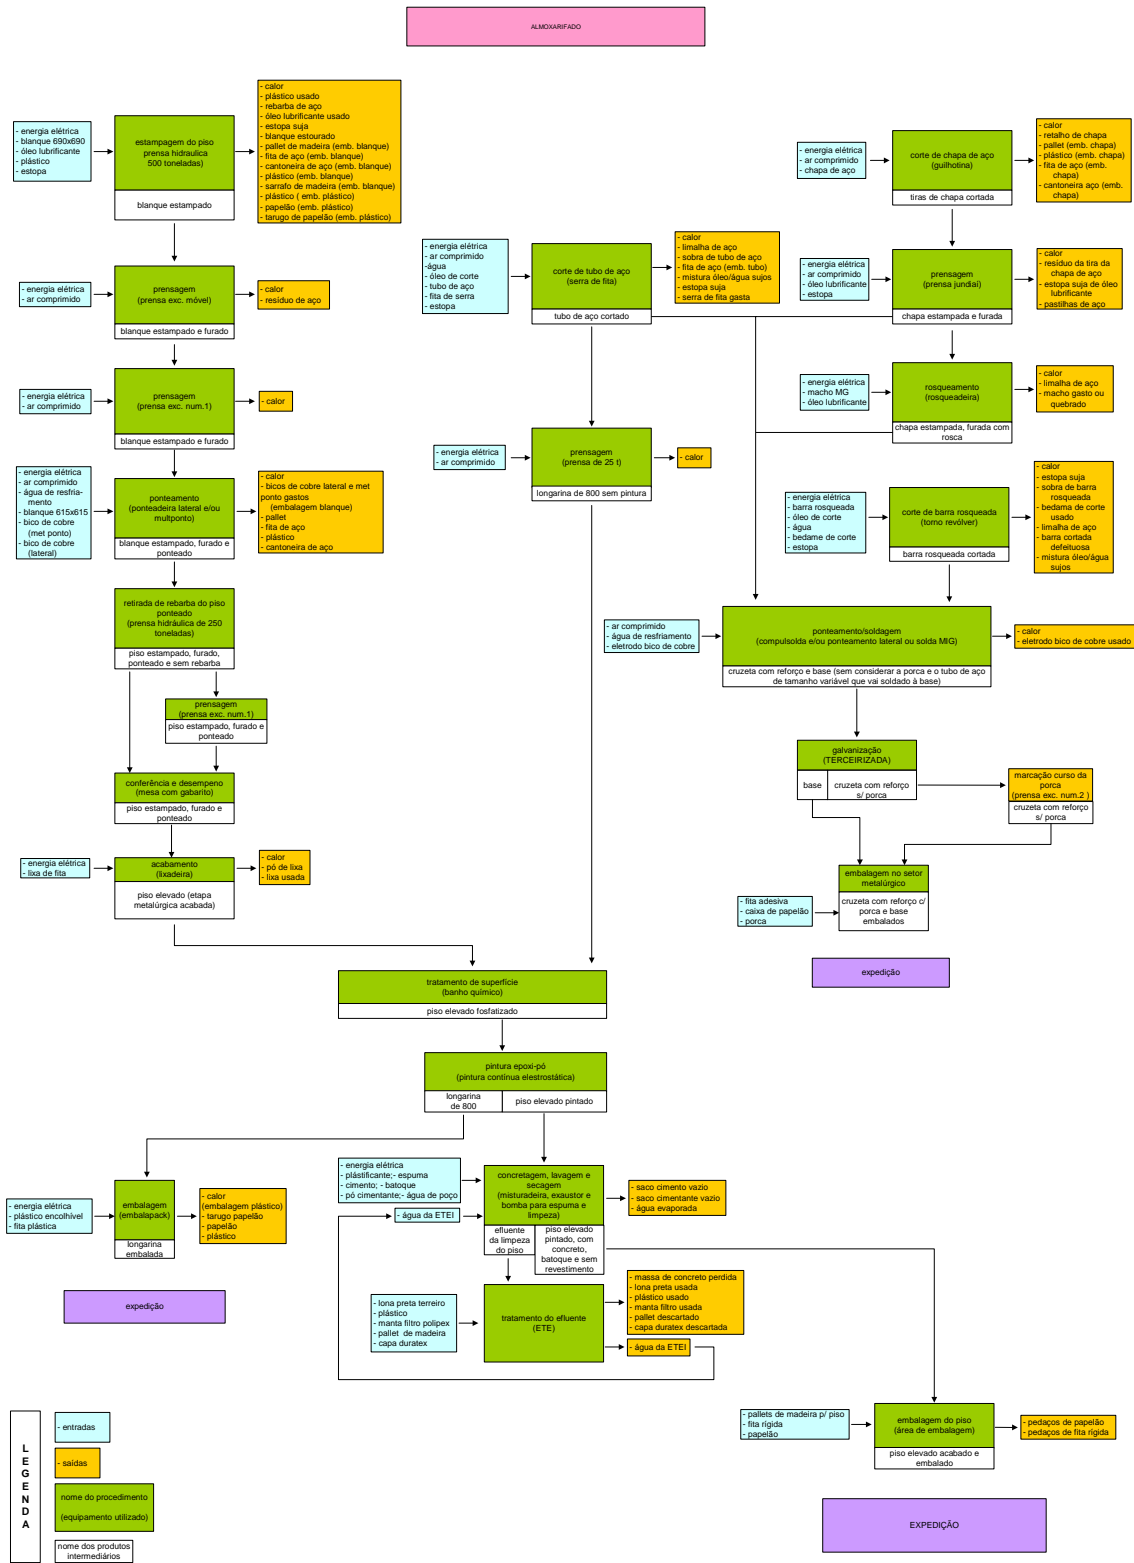 ALMOXARIFADO
- energia elétrica
- blanque 690x690
- óleo lubrificante
- plástico
- estopa
estampagem do piso
prensa hidraulica
500 toneladas)
blanque estampado
- calor
- plástico usado
- rebarba de aço
- óleo lubrificante usado
- estopa suja
- blanque estourado
- pallet de madeira (emb. blanque)
- fita de aço (emb. blanque)
- cantoneira de aço (emb. blanque)
- plástico (emb. blanque)
- sarrafo de madeira (emb. blanque)
- plástico ( emb. plástico)
- papelão (emb. plástico)
- tarugo de papelão (emb. plástico)
- energia elétrica
- ar comprimido
prensagem
(prensa exc. móvel)
blanque estampado e furado
- calor
- resíduo de aço
- energia elétrica
- ar comprimido
prensagem
(prensa exc. num.1)
blanque estampado e furado
- calor
- energia elétrica
- ar comprimido
- água de resfria-
mento
- blanque 615x615
- bico de cobre
(met ponto)
- bico de cobre
(lateral)
ponteamento
(ponteadeira lateral e/ou
multponto)
blanque estampado, furado e
ponteado
- calor
- bicos de cobre lateral e met
ponto gastos
(embalagem blanque)
- pallet
- fita de aço
- plástico
- cantoneira de aço
retirada de rebarba do piso
ponteado
(prensa hidráulica de 250
toneladas)
piso estampado, furado,
ponteado e sem rebarba
prensagem
(prensa exc. num.1)
piso estampado, furado e
ponteado
conferência e desempeno
(mesa com gabarito)
piso estampado, furado e
ponteado
- energia elétrica
- lixa de fita
acabamento
(lixadeira)
piso elevado (etapa
metalúrgica acabada)
- calor
- pó de lixa
- lixa usada
- energia elétrica
- ar comprimido
-água
- óleo de corte
- tubo de aço
- fita de serra
- estopa
corte de tubo de aço
(serra de fita)
tubo de aço cortado
- calor
- limalha de aço
- sobra de tubo de aço
- fita de aço (emb. tubo)
- mistura óleo/água sujos
- estopa suja
- serra de fita gasta
- energia elétrica
- ar comprimido
prensagem
(prensa de 25 t)
longarina de 800 sem pintura
- calor
- energia elétrica
- ar comprimido
- chapa de aço
corte de chapa de aço
(guilhotina)
tiras de chapa cortada
- calor
- retalho de chapa
- pallet (emb. chapa)
- plástico (emb. chapa)
- fita de aço (emb.
chapa)
- cantoneira aço (emb.
chapa)
- energia elétrica
- ar comprimido
- óleo lubrificante
- estopa
prensagem
(prensa jundiaí)
chapa estampada e furada
- calor
- resíduo da tira da
chapa de aço
- estopa suja de óleo
lubrificante
- pastilhas de aço
- energia elétrica
- macho MG
- óleo lubrificante
rosqueamento
(rosqueadeira)
chapa estampada, furada com
rosca
- calor
- limalha de aço
- macho gasto ou
quebrado
- energia elétrica
- barra rosqueada
- óleo de corte
- água
- bedame de corte
- estopa
corte de barra rosqueada
(torno revólver)
barra rosqueada cortada
- calor
- estopa suja
- sobra de barra
rosqueada
- bedama de corte
usado
- limalha de aço
- barra cortada
defeituosa
- mistura óleo/água
sujos
- ar comprimido
- água de resfriamento
- eletrodo bico de cobre
ponteamento/soldagem
(compulsolda e/ou ponteamento lateral ou solda MIG)
cruzeta com reforço e base (sem considerar a porca e o tubo de aço
de tamanho variável que vai soldado à base)
- calor
- eletrodo bico de cobre usado
galvanização
(TERCEIRIZADA)
base
cruzeta com reforço
s/ porca
marcação curso da
porca
(prensa exc. num.2 )
cruzeta com reforço
s/ porca
- fita adesiva
- caixa de papelão
- porca
embalagem no setor
metalúrgico
cruzeta com reforço c/
porca e base
embalados
expedição
tratamento de superfície
(banho químico)
piso elevado fosfatizado
pintura epoxi-pó
(pintura contínua elestrostática)
longarina
de 800
piso elevado pintado
- energia elétrica
- plástico encolhível
- fita plástica
embalagem
(embalapack)
longarina
embalada
- calor
(embalagem plástico)
- tarugo papelão
- papelão
- plástico
expedição
- energia elétrica
- plástificante;- espuma
- cimento; - batoque
- pó cimentante;- água de poço
- água da ETEI
concretagem, lavagem e
secagem
(misturadeira, exaustor e
bomba para espuma e
limpeza)
efluente
da limpeza
do piso
piso elevado
pintado, com
concreto,
batoque e sem
revestimento
- saco cimento vazio
- saco cimentante vazio
- água evaporada
- lona preta terreiro
- plástico
- manta filtro polipex
- pallet  de madeira
- capa duratex
tratamento do efluente
(ETE)
- massa de concreto perdida
- lona preta usada
- plástico usado
- manta filtro usada
- pallet descartado
- capa duratex descartada
- água da ETEI
- pallets de madeira p/ piso
- fita rígida
- papelão
embalagem do piso
(área de embalagem)
piso elevado acabado e
embalado
- pedaços de papelão
- pedaços de fita rígida
EXPEDIÇÃO
L
E
G
E
N
D
A
- entradas
- saídas
nome do procedimento
(equipamento utilizado)
nome dos produtos
intermediários